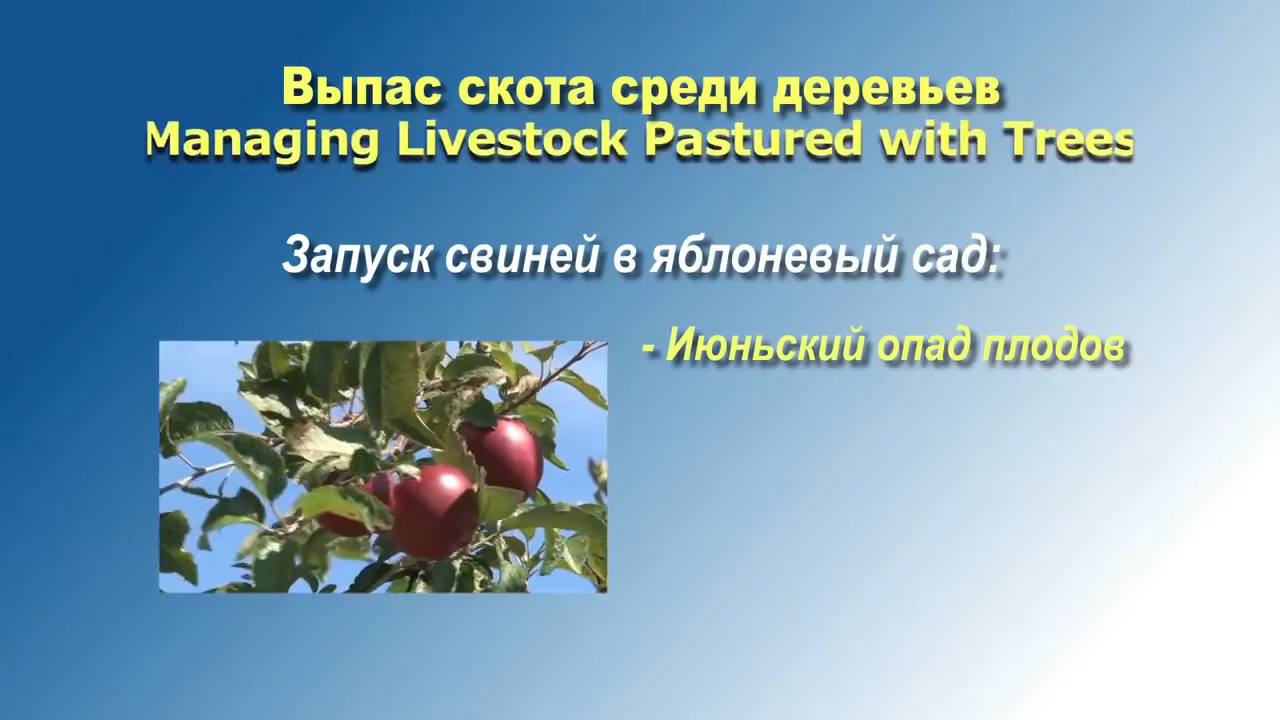 Выпас скота среди деревьев
Managing Livestock Pastured with Trees
Запуск свиней в яблоневый сад:
- Июньский опад плодов